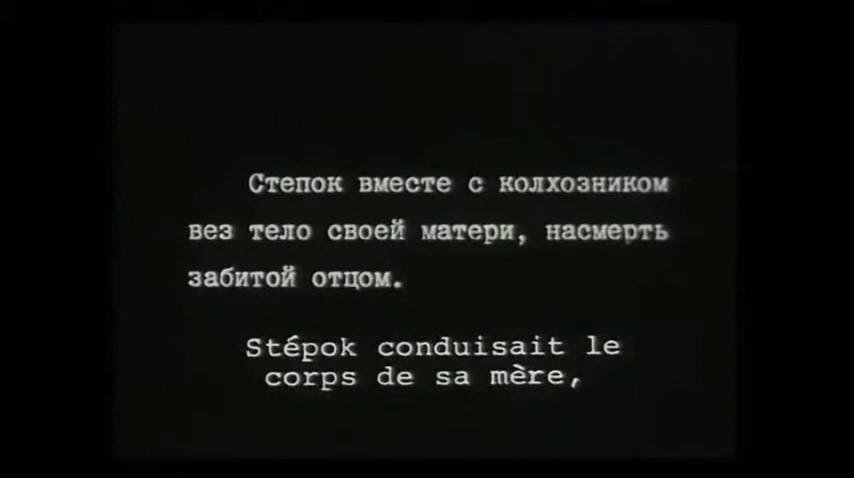 Степок вместе с колхозником
вез тело своей матери, насмерть
забитой отцом.
Stépok conduisait le
corps de sa mère,